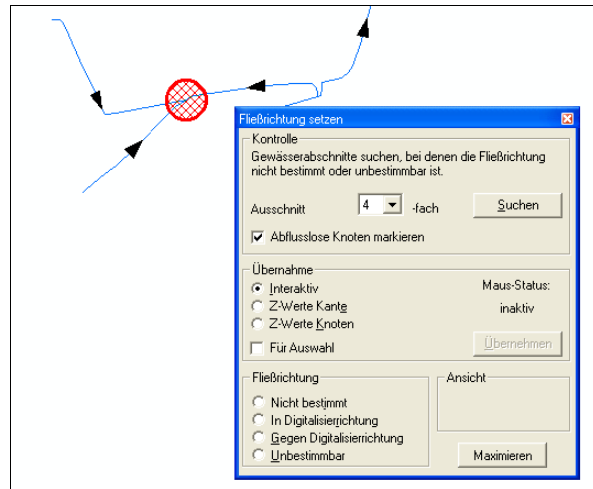 Fließrichtung setzen
Kontrolle
Gewässerabschnitte suchen, bei denen die Fließrichtung
nicht bestimmt oder unbestimmbar ist.
Ausschnitt 4 -fach Suchen
Abflusslose Knoten markieren
Übernahme
Interaktiv Maus-Status:
Z-Werte Kante inaktiv
Z-Werte Knoten
Für Auswahl Übernehmen
Fließrichtung Ansicht
Nicht bestimmt
In Digitalisierrichtung
Gegen Digitalisierrichtung
Unbestimmbar Maximieren